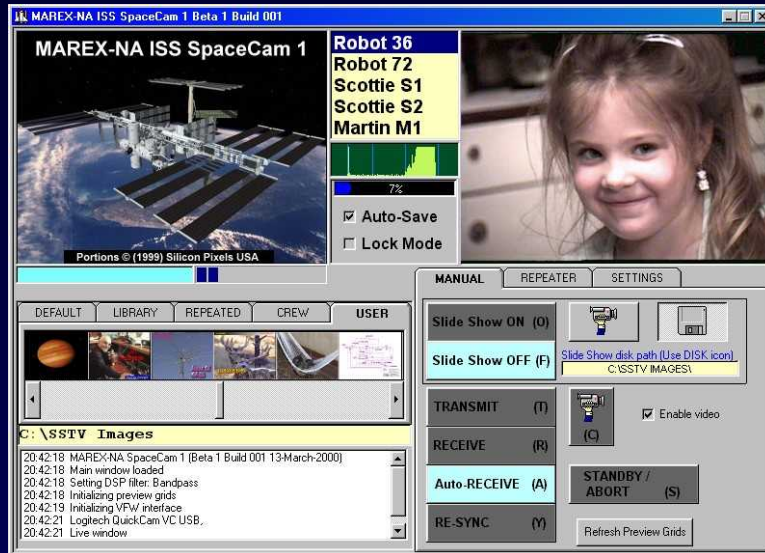 MAREX-NA ISS SpaceCam 1 Beta 1 Build 001
MAREX-NA ISS SpaceCam 1
Portions © (1999) Silicon Pixels USA
Robot 36
Robot 72
Scottie S1
Scottie S2
Martin M1
7%
Auto-Save
Lock Mode
DEFAULT
LIBRARY
REPEATED
CREW
USER
C:\SSTV Images
20:42:18 MAREX-NA SpaceCam 1 (Beta 1 Build 001 13-March-2000)
20:42:18 Main window loaded
20:42:18 Setting DSP filter: Bandpass
20:42:18 Initializing preview grids
20:42:19 Initializing VFW interface
20:42:21 Logitech QuickCam VC USB,
20:42:21 Live window
MANUAL
REPEATER
SETTINGS
Slide Show ON (O)
Slide Show OFF (F)
Slide Show disk path (Use DISK icon)
C:\SSTV IMAGES\
TRANSMIT (T)
RECEIVE (R)
Auto-RECEIVE (A)
RE-SYNC (Y)
(C)
Enable video
STANDBY /
ABORT (S)
Refresh Preview Grids